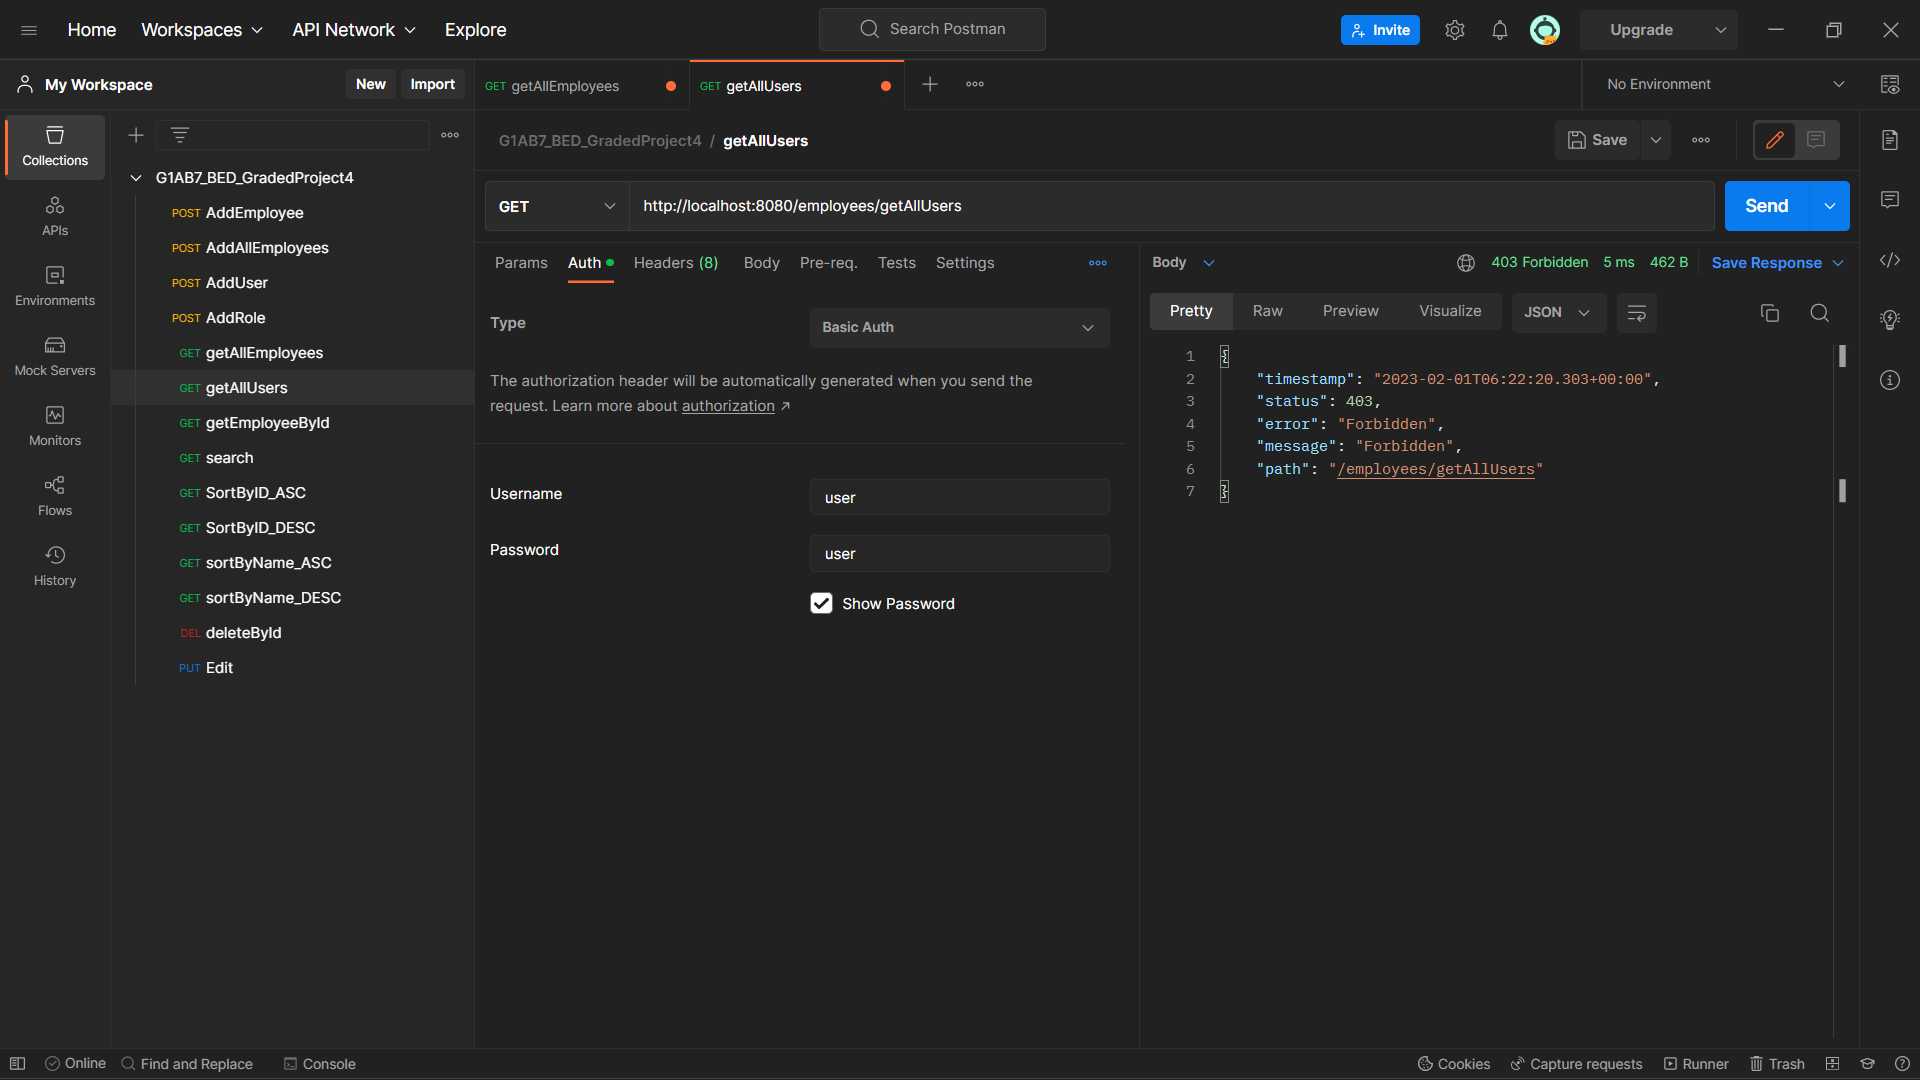 Home
Workspaces
API Network
Explore
Search Postman
Invite
Upgrade
My Workspace
New
Import
GET getAllEmployees
GET getAllUsers
No Environment
Collections
APIs
Environments
Mock Servers
Monitors
Flows
History
G1AB7_BED_GradedProject4
POST AddEmployee
POST AddAllEmployees
POST AddUser
POST AddRole
GET getAllEmployees
GET getAllUsers
GET getEmployeeById
GET search
GET SortByID_ASC
GET SortByID_DESC
GET sortByName_ASC
GET sortByName_DESC
DEL deleteById
PUT Edit
G1AB7_BED_GradedProject4 / getAllUsers
Save
GET
http://localhost:8080/employees/getAllUsers
Send
Params
Auth
Headers (8)
Body
Pre-req.
Tests
Settings
Type
Basic Auth
The authorization header will be automatically generated when you send the
request. Learn more about authorization ↗
Username
user
Password
user
Show Password
Body
403 Forbidden
5 ms
462 B
Save Response
Pretty
Raw
Preview
Visualize
JSON
1 {
2 "timestamp": "2023-02-01T06:22:20.303+00:00",
3 "status": 403,
4 "error": "Forbidden",
5 "message": "Forbidden",
6 "path": "/employees/getAllUsers"
7 }
Online
Find and Replace
Console
Cookies
Capture requests
Runner
Trash